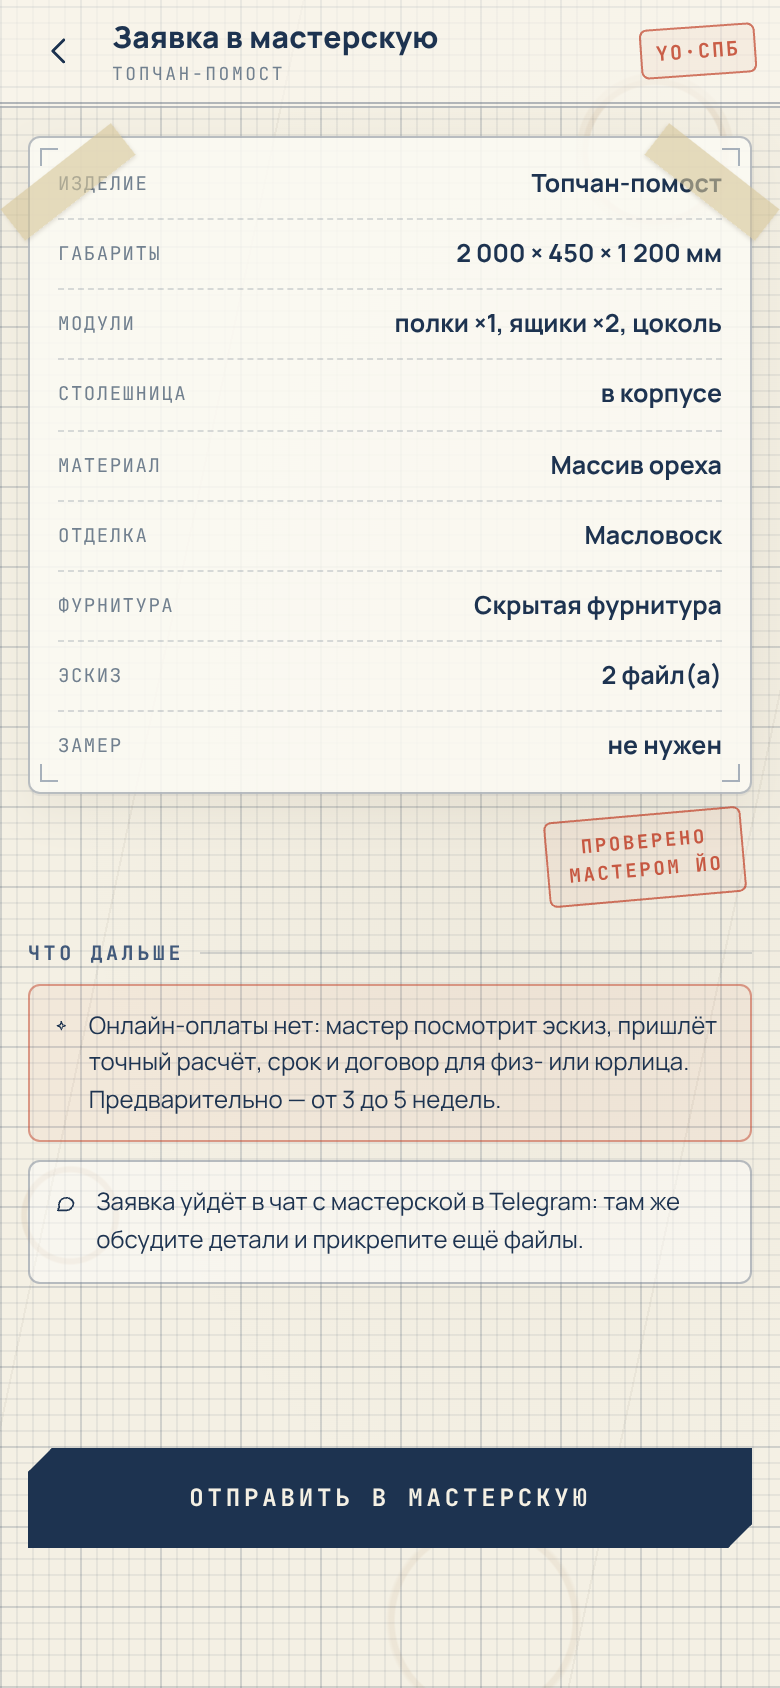 Заявка в мастерскую
ТОПЧАН-ПОМОСТ
YO·СПБ
ИЗДЕЛИЕ Топчан-помост
ГАБАРИТЫ 2 000 × 450 × 1 200 мм
МОДУЛИ полки ×1, ящики ×2, цоколь
СТОЛЕШНИЦА в корпусе
МАТЕРИАЛ Массив ореха
ОТДЕЛКА Масловоск
ФУРНИТУРА Скрытая фурнитура
ЭСКИЗ 2 файл(а)
ЗАМЕР не нужен
ПРОВЕРЕНО
МАСТЕРОМ ЙО
ЧТО ДАЛЬШЕ
Онлайн-оплаты нет: мастер посмотрит эскиз, пришлёт
точный расчёт, срок и договор для физ- или юрлица.
Предварительно — от 3 до 5 недель.
Заявка уйдёт в чат с мастерской в Telegram: там же
обсудите детали и прикрепите ещё файлы.
ОТПРАВИТЬ В МАСТЕРСКУЮ